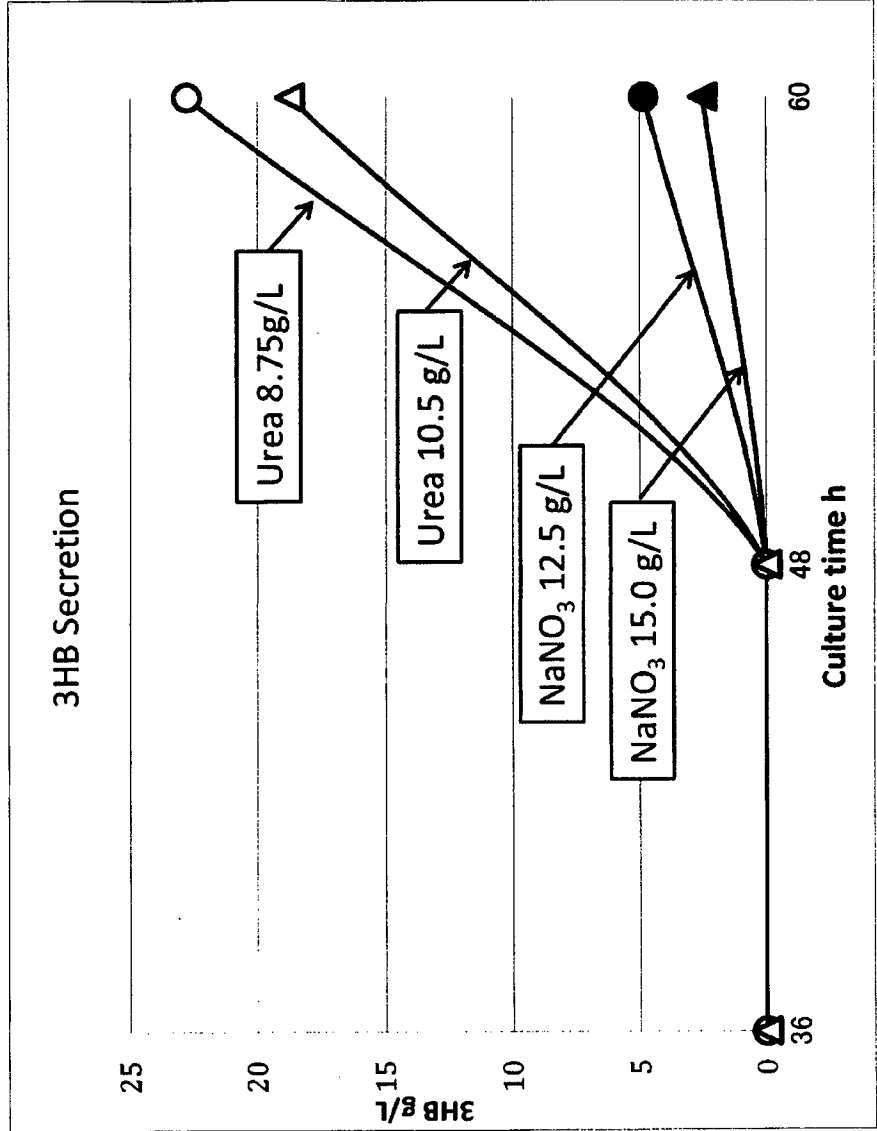 3HB Secretion
25
20
15
10
5
0
3HB g/L
Urea 8.75g/L
Urea 10.5 g/L
NaNO₃ 12.5 g/L
NaNO₃ 15.0 g/L
36
48
60
Culture time h